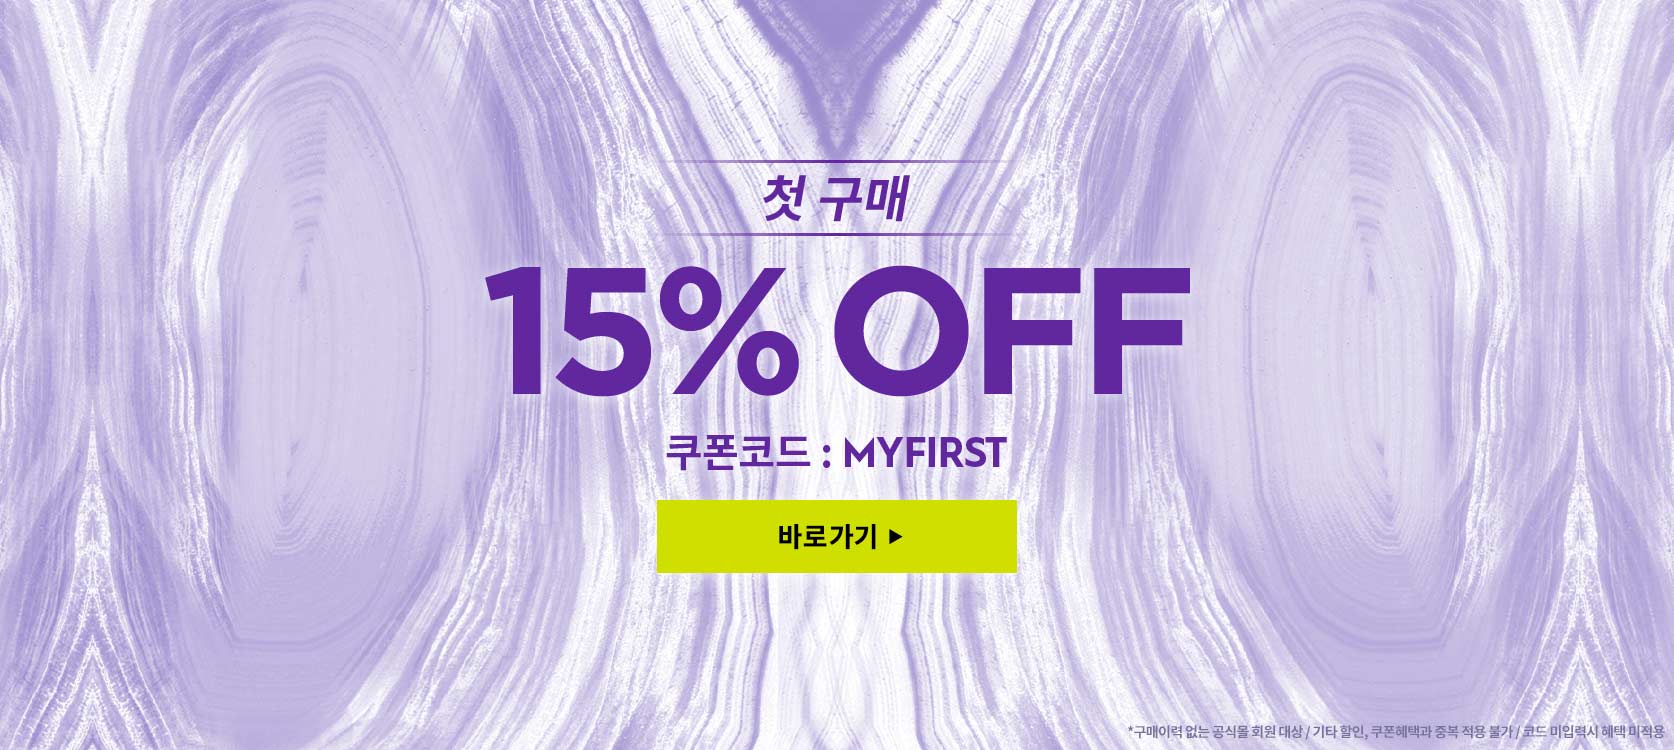 첫 구매
15% OFF
쿠폰코드 : MYFIRST
바로가기 ▶
*구매이력 없는 공식몰 회원 대상 / 기타 할인, 쿠폰혜택과 중복 적용 불가 / 코드 미입력시 혜택 미적용